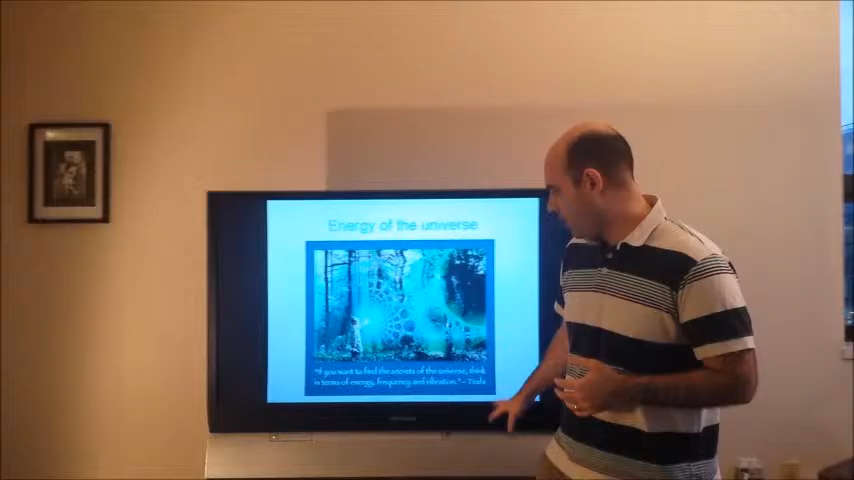 Energy of the universe
"If you want to find the secrets of the universe, think
in terms of energy, frequency and vibration." - Tesla